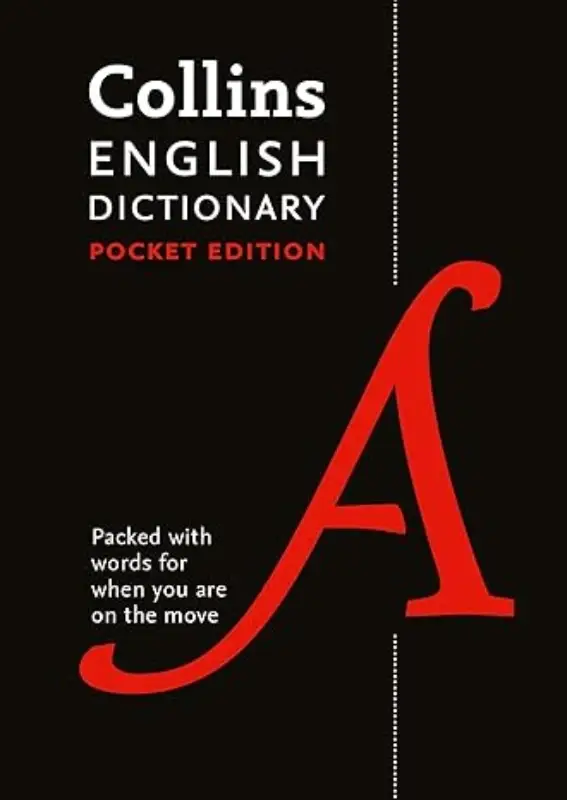 Collins
ENGLISH
DICTIONARY
POCKET EDITION
A
Packed with
words for
when you are
on the move